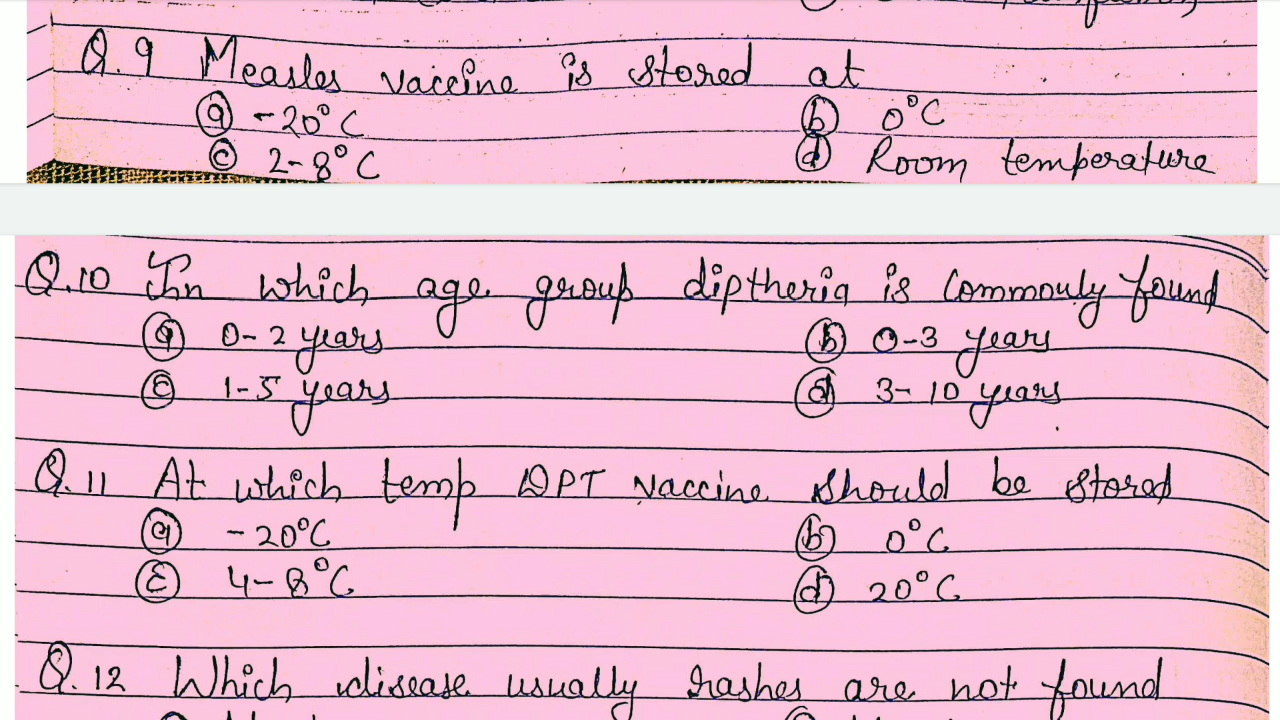 Q.9 Measles vaccine is stored at
ⓐ -20°C ⓑ 0°C
ⓒ 2-8°C ⓓ Room temperature
Q.10 In which age group diptheria is commonly found
ⓐ 0-2 years ⓑ 0-3 years
ⓒ 1-5 years ⓓ 3-10 years
Q.11 At which temp DPT vaccine should be stored
ⓐ -20°C ⓑ 0°C
ⓒ 4-8°C ⓓ 20°C
Q.12 Which disease usually rashes are not found